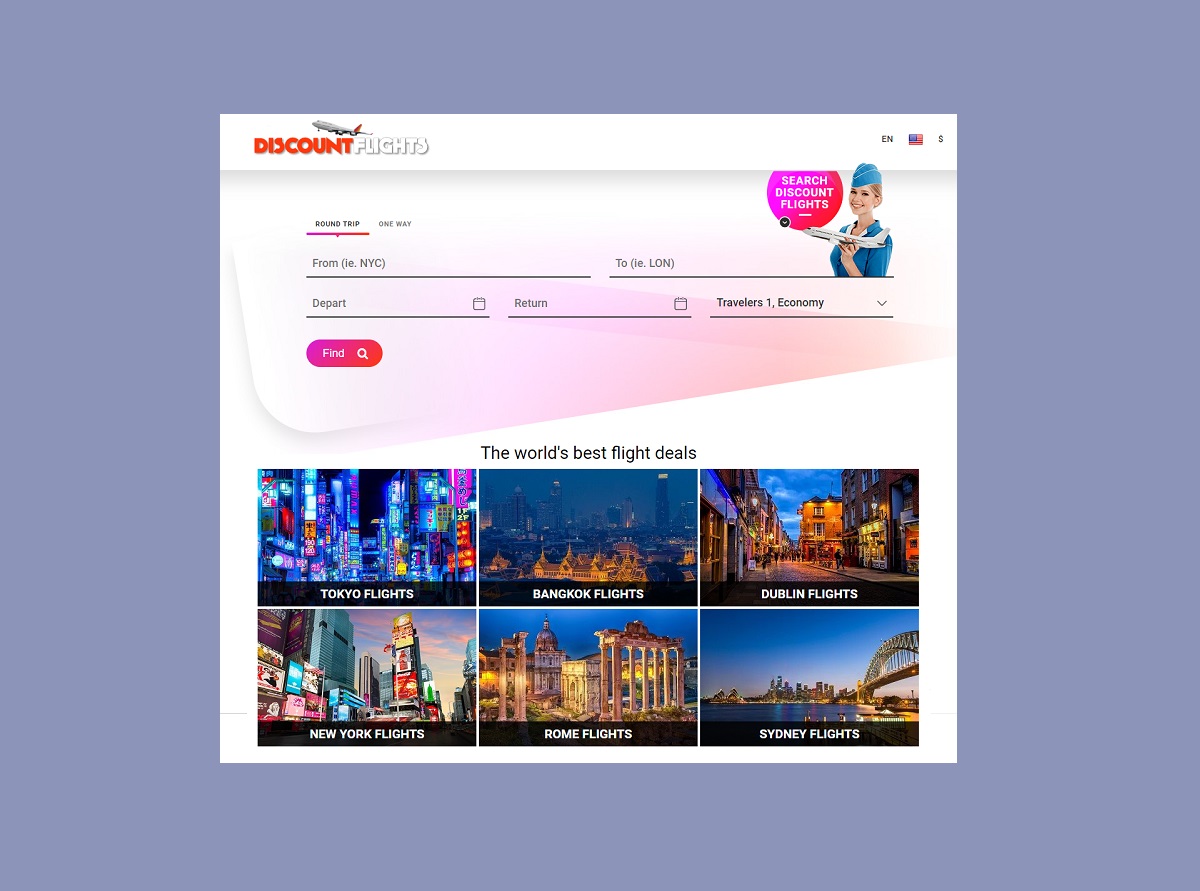 DISCOUNTFLIGHTS
EN
$
SEARCH
DISCOUNT
FLIGHTS
ROUND TRIP
ONE WAY
From (ie. NYC)
To (ie. LON)
Depart
Return
Travelers 1, Economy
Find
The world's best flight deals
TOKYO FLIGHTS
BANGKOK FLIGHTS
DUBLIN FLIGHTS
NEW YORK FLIGHTS
ROME FLIGHTS
SYDNEY FLIGHTS